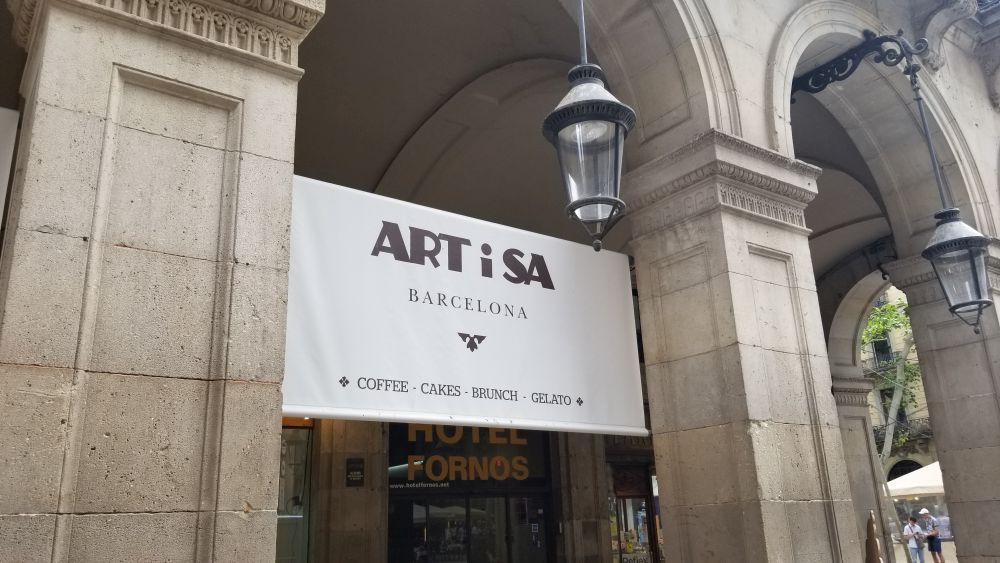 ART i SA
BARCELONA
COFFEE - CAKES - BRUNCH - GELATO
HOTEL
FORNOS
www.hotelfornos.net